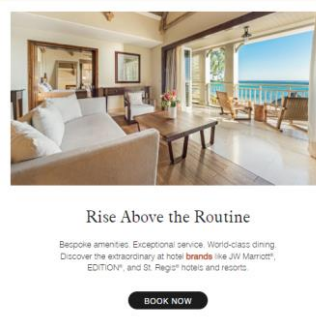 Rise Above the Routine
Bespoke amenities. Exceptional service. World-class dining.
Discover the extraordinary at hotel brands like JW Marriott®,
EDITION®, and St. Regis® hotels and resorts.
BOOK NOW